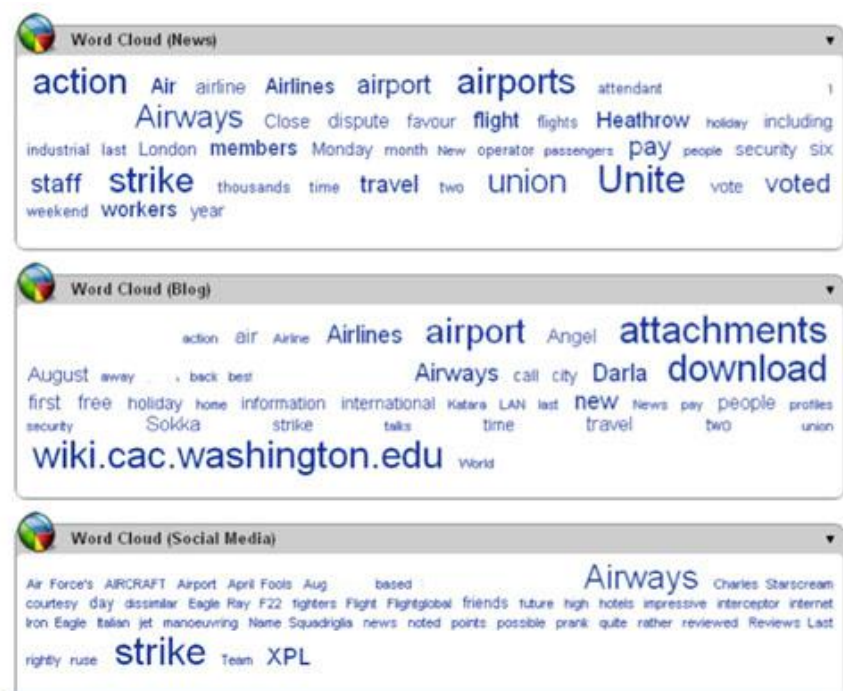 Word Cloud (News)
action Air airline Airlines airport airports attendant 1
Airways Close dispute favour flight flights Heathrow holiday including
industrial last London members Monday month New operator passengers pay people security six
staff strike thousands time travel two union Unite vote voted
weekend workers year
Word Cloud (Blog)
action air Airline Airlines airport Angel attachments
August away back best Airways call city Darla download
first free holiday home information international Katara LAN last new News pay people profiles
security Sokka strike talks time travel two union
wiki.cac.washington.edu World
Word Cloud (Social Media)
Air Force's AIRCRAFT Airport April Fools Aug based Airways Charles Starscream
courtesy day dissimilar Eagle Ray F22 fighters Flight Flightglobal friends future high hotels impressive interceptor internet
Iron Eagle Italian jet manoeuvring Name Squadriglia news noted points possible prank quite rather reviewed Reviews Last
rightly ruse strike Team XPL